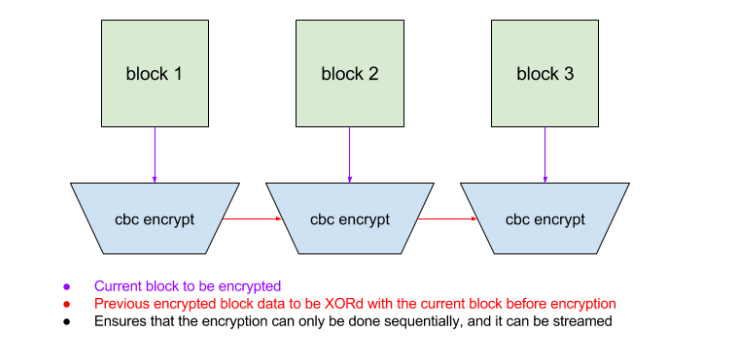 block 1
block 2
block 3
cbc encrypt
cbc encrypt
cbc encrypt
● Current block to be encrypted
● Previous encrypted block data to be XORd with the current block before encryption
● Ensures that the encryption can only be done sequentially, and it can be streamed